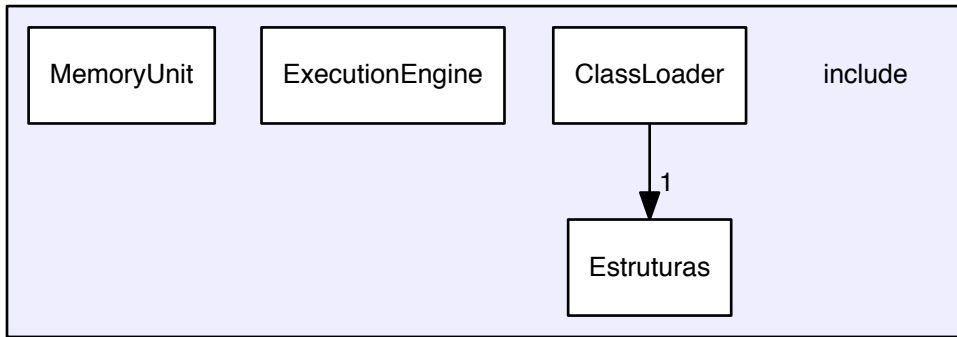 MemoryUnit
ExecutionEngine
ClassLoader
include
1
Estruturas